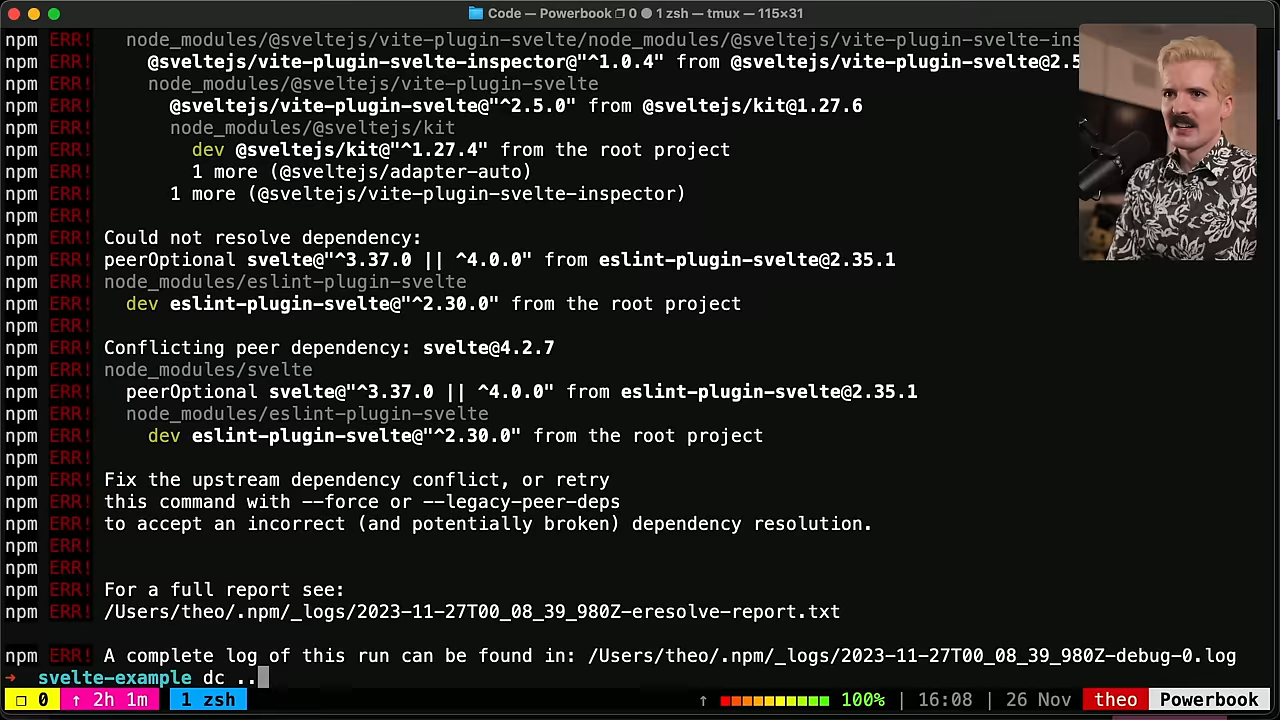 Code — Powerbook 0 1 zsh — tmux — 115×31
npm ERR! node_modules/@sveltejs/vite-plugin-svelte/node_modules/@sveltejs/vite-plugin-svelte-ins
npm ERR! @sveltejs/vite-plugin-svelte-inspector@"^1.0.4" from @sveltejs/vite-plugin-svelte@2.5
npm ERR! node_modules/@sveltejs/vite-plugin-svelte
npm ERR! @sveltejs/vite-plugin-svelte@"^2.5.0" from @sveltejs/kit@1.27.6
npm ERR! node_modules/@sveltejs/kit
npm ERR! dev @sveltejs/kit@"^1.27.4" from the root project
npm ERR! 1 more (@sveltejs/adapter-auto)
npm ERR! 1 more (@sveltejs/vite-plugin-svelte-inspector)
npm ERR!
npm ERR! Could not resolve dependency:
npm ERR! peerOptional svelte@"^3.37.0 || ^4.0.0" from eslint-plugin-svelte@2.35.1
npm ERR! node_modules/eslint-plugin-svelte
npm ERR! dev eslint-plugin-svelte@"^2.30.0" from the root project
npm ERR!
npm ERR! Conflicting peer dependency: svelte@4.2.7
npm ERR! node_modules/svelte
npm ERR! peerOptional svelte@"^3.37.0 || ^4.0.0" from eslint-plugin-svelte@2.35.1
npm ERR! node_modules/eslint-plugin-svelte
npm ERR! dev eslint-plugin-svelte@"^2.30.0" from the root project
npm ERR!
npm ERR! Fix the upstream dependency conflict, or retry
npm ERR! this command with --force or --legacy-peer-deps
npm ERR! to accept an incorrect (and potentially broken) dependency resolution.
npm ERR!
npm ERR!
npm ERR! For a full report see:
npm ERR! /Users/theo/.npm/_logs/2023-11-27T00_08_39_980Z-eresolve-report.txt
npm ERR! A complete log of this run can be found in: /Users/theo/.npm/_logs/2023-11-27T00_08_39_980Z-debug-0.log
→ svelte-example dc ..
□ 0 ↑ 2h 1m 1 zsh ↑ 100% | 16:08 | 26 Nov theo Powerbook